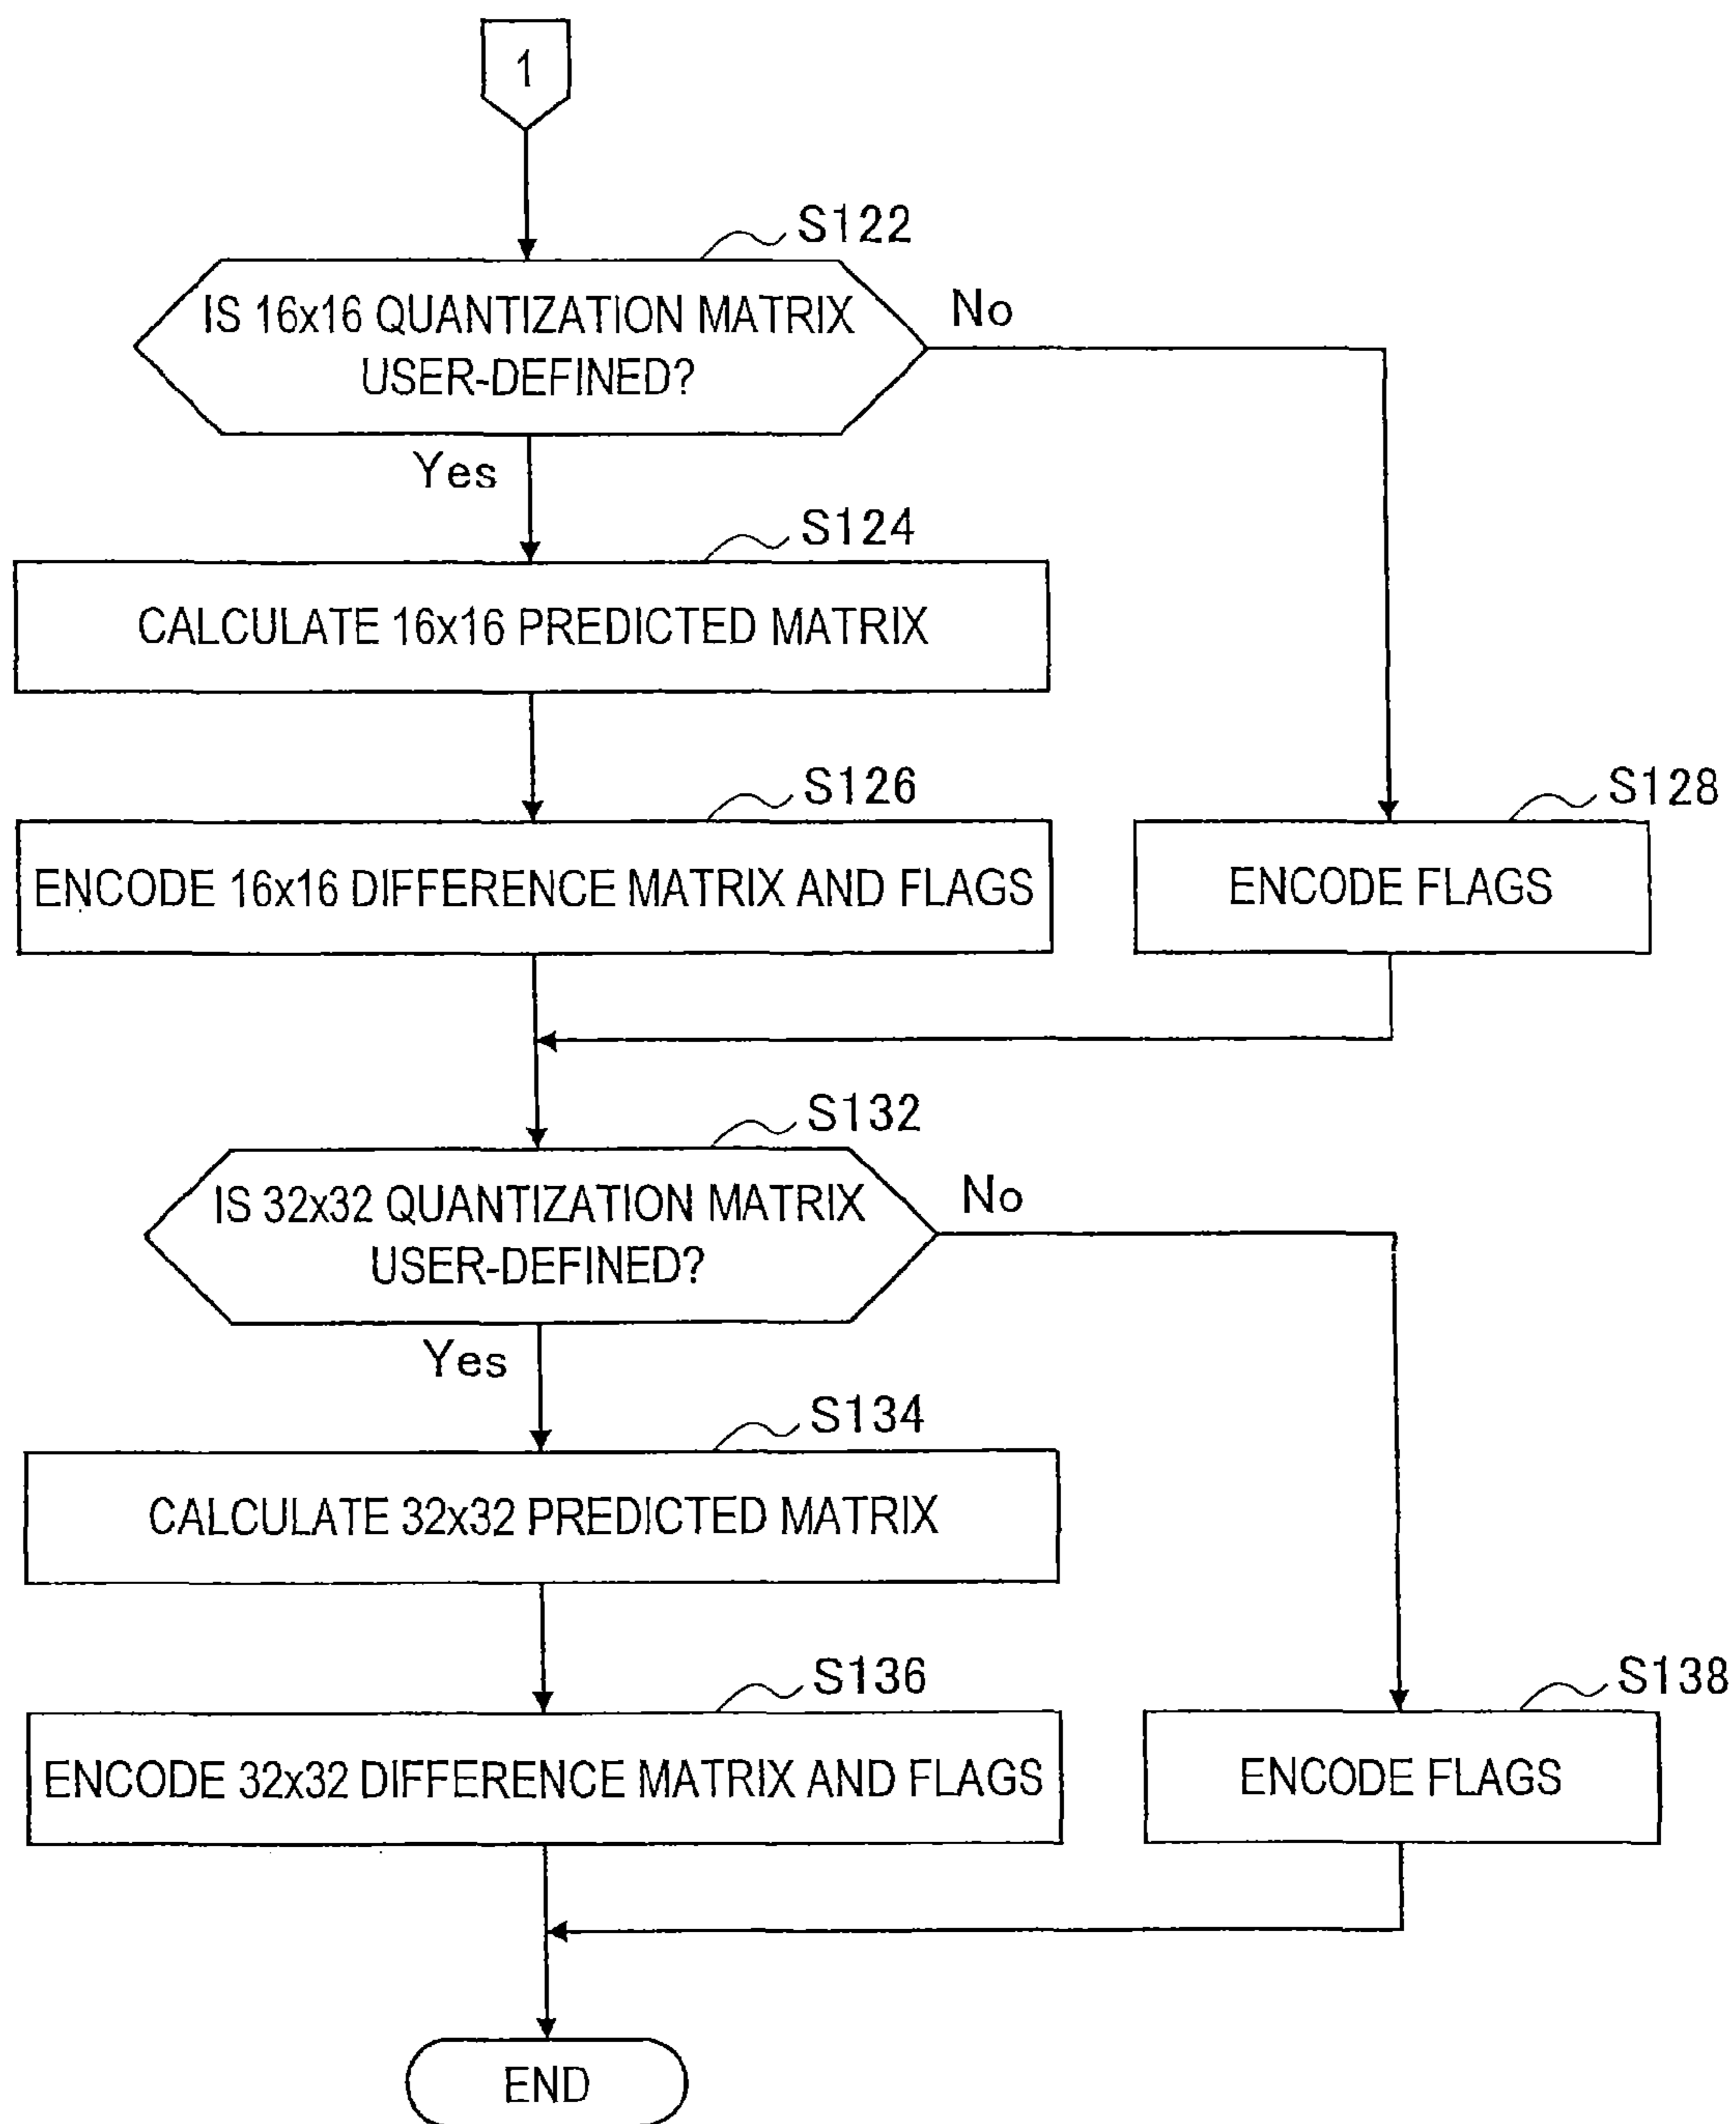 1
S122
IS 16x16 QUANTIZATION MATRIX
USER-DEFINED?
No
Yes
S124
CALCULATE 16x16 PREDICTED MATRIX
S126
ENCODE 16x16 DIFFERENCE MATRIX AND FLAGS
S128
ENCODE FLAGS
S132
IS 32x32 QUANTIZATION MATRIX
USER-DEFINED?
No
Yes
S134
CALCULATE 32x32 PREDICTED MATRIX
S136
ENCODE 32x32 DIFFERENCE MATRIX AND FLAGS
S138
ENCODE FLAGS
END